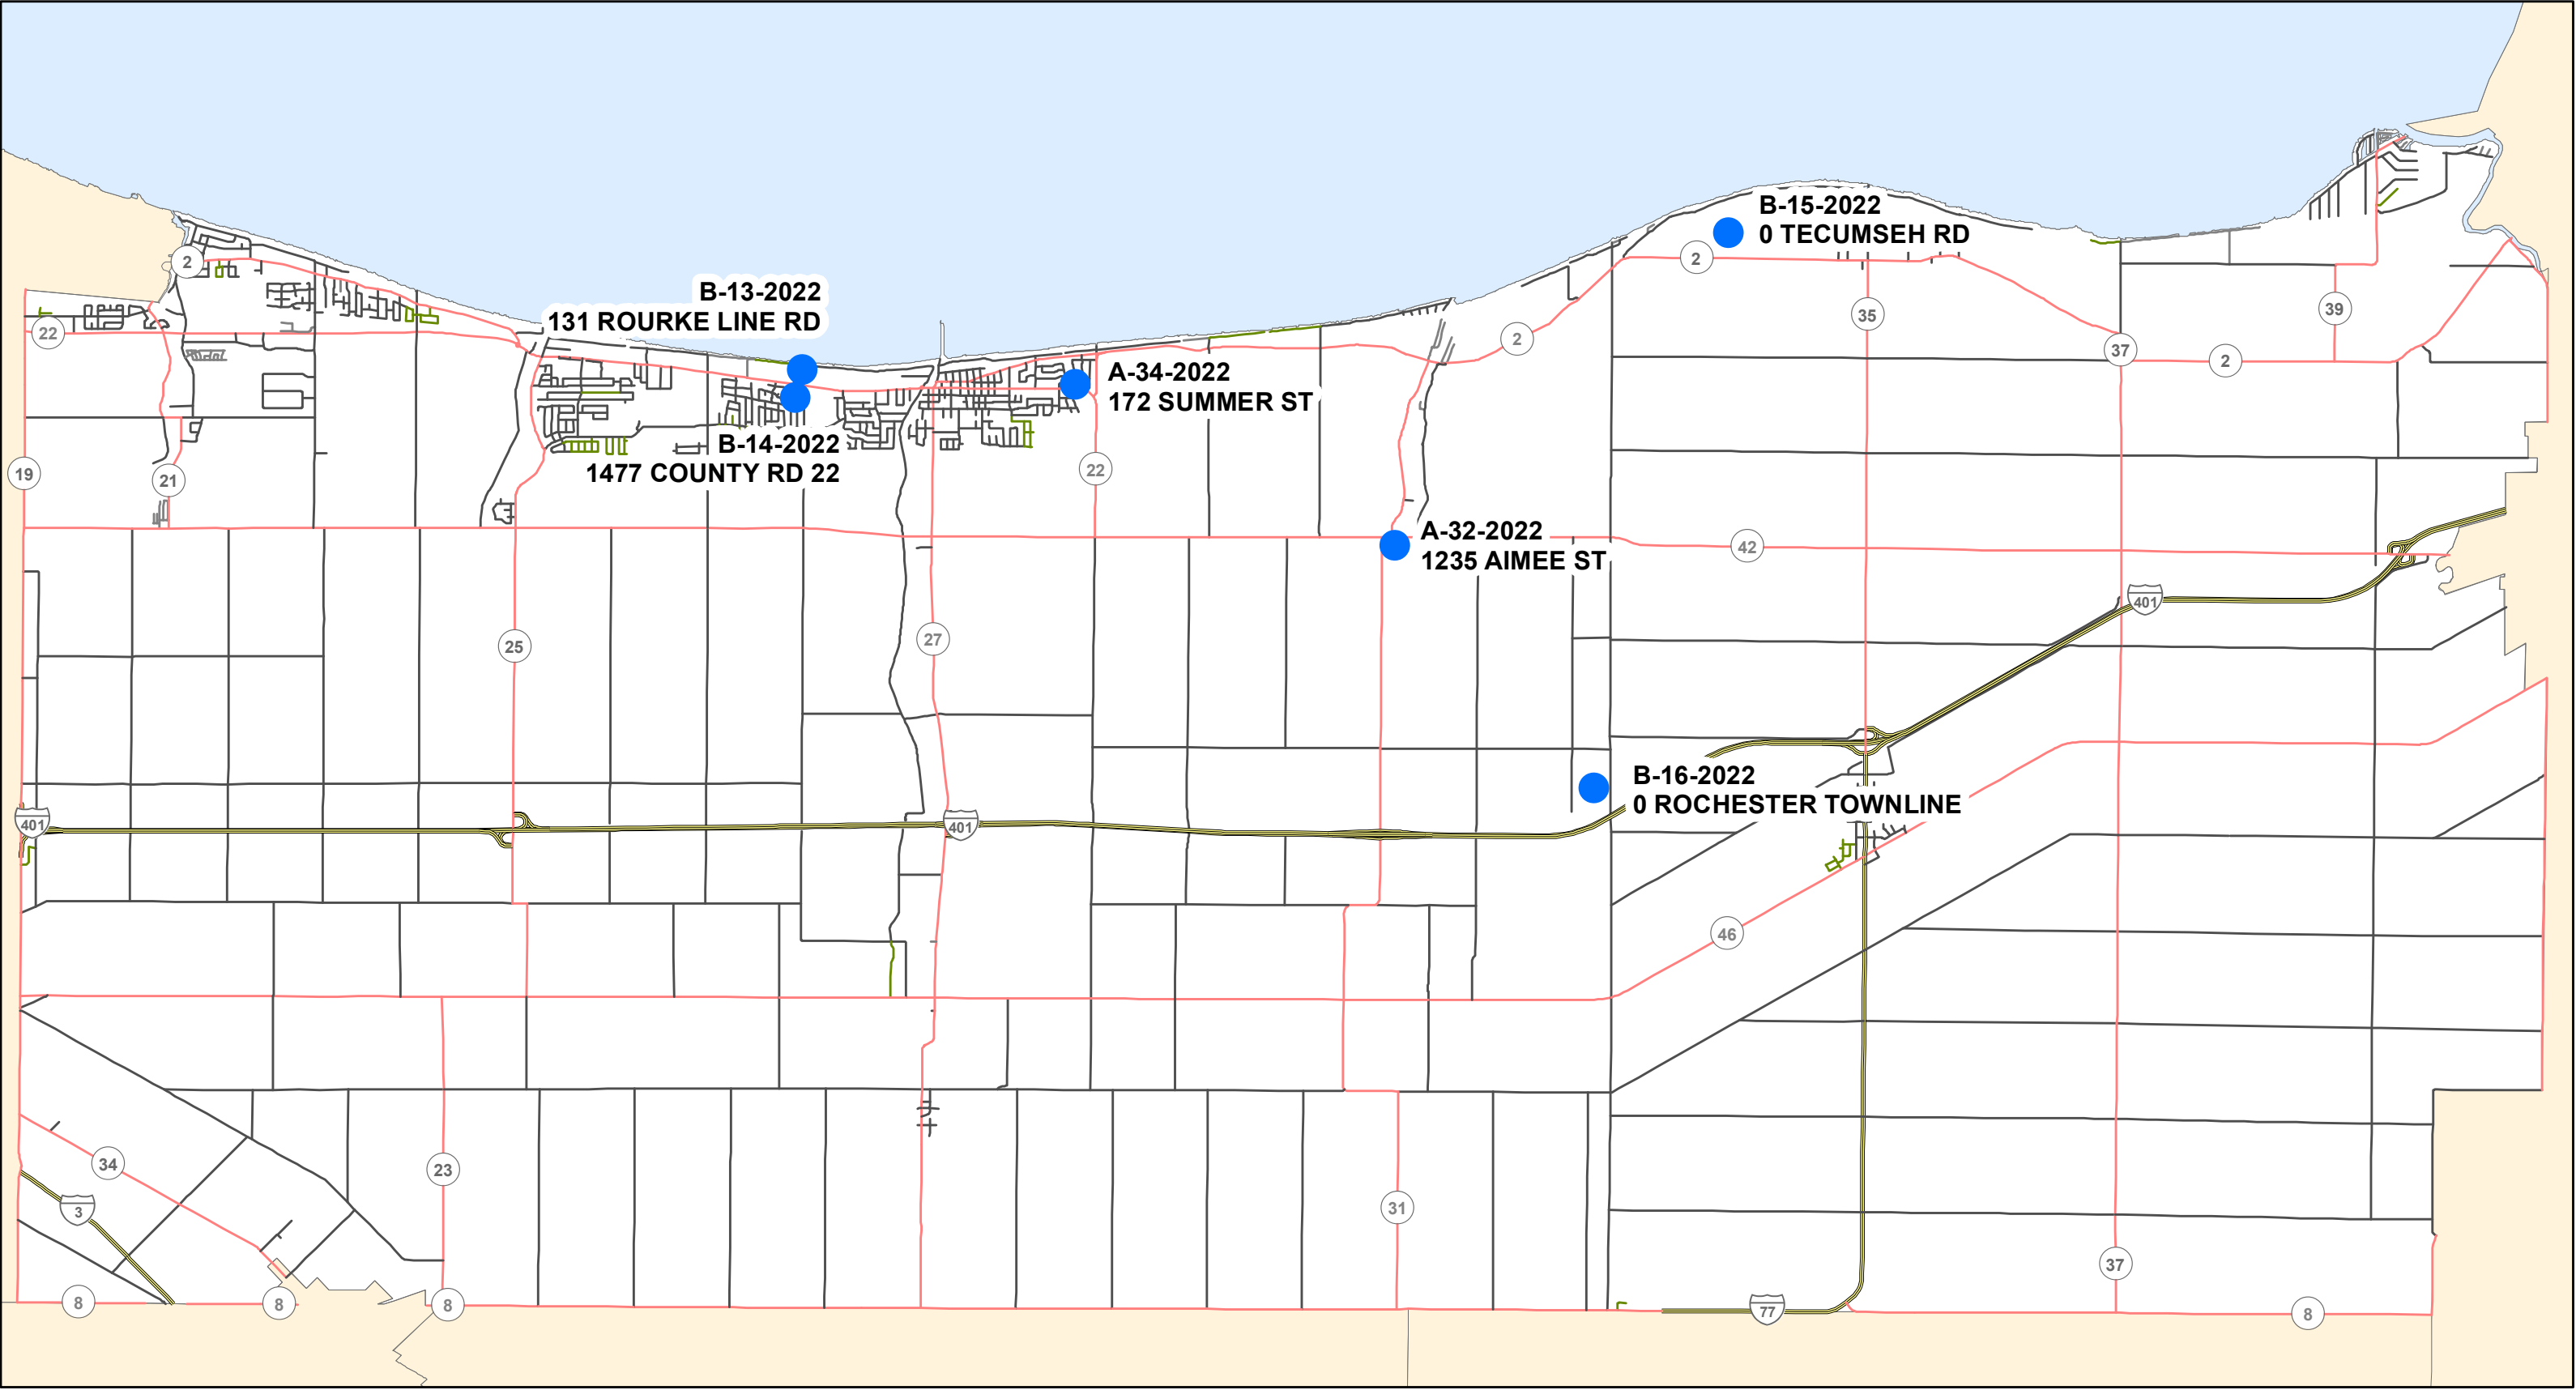 B-15-2022
0 TECUMSEH RD
2
2
B-13-2022
131 ROURKE LINE RD
39
35
22
2
37
2
A-34-2022
172 SUMMER ST
B-14-2022
1477 COUNTY RD 22
22
19
21
A-32-2022
1235 AIMEE ST
42
401
27
25
B-16-2022
0 ROCHESTER TOWNLINE
401
401
46
34
23
3
31
37
8
8
8
77
8